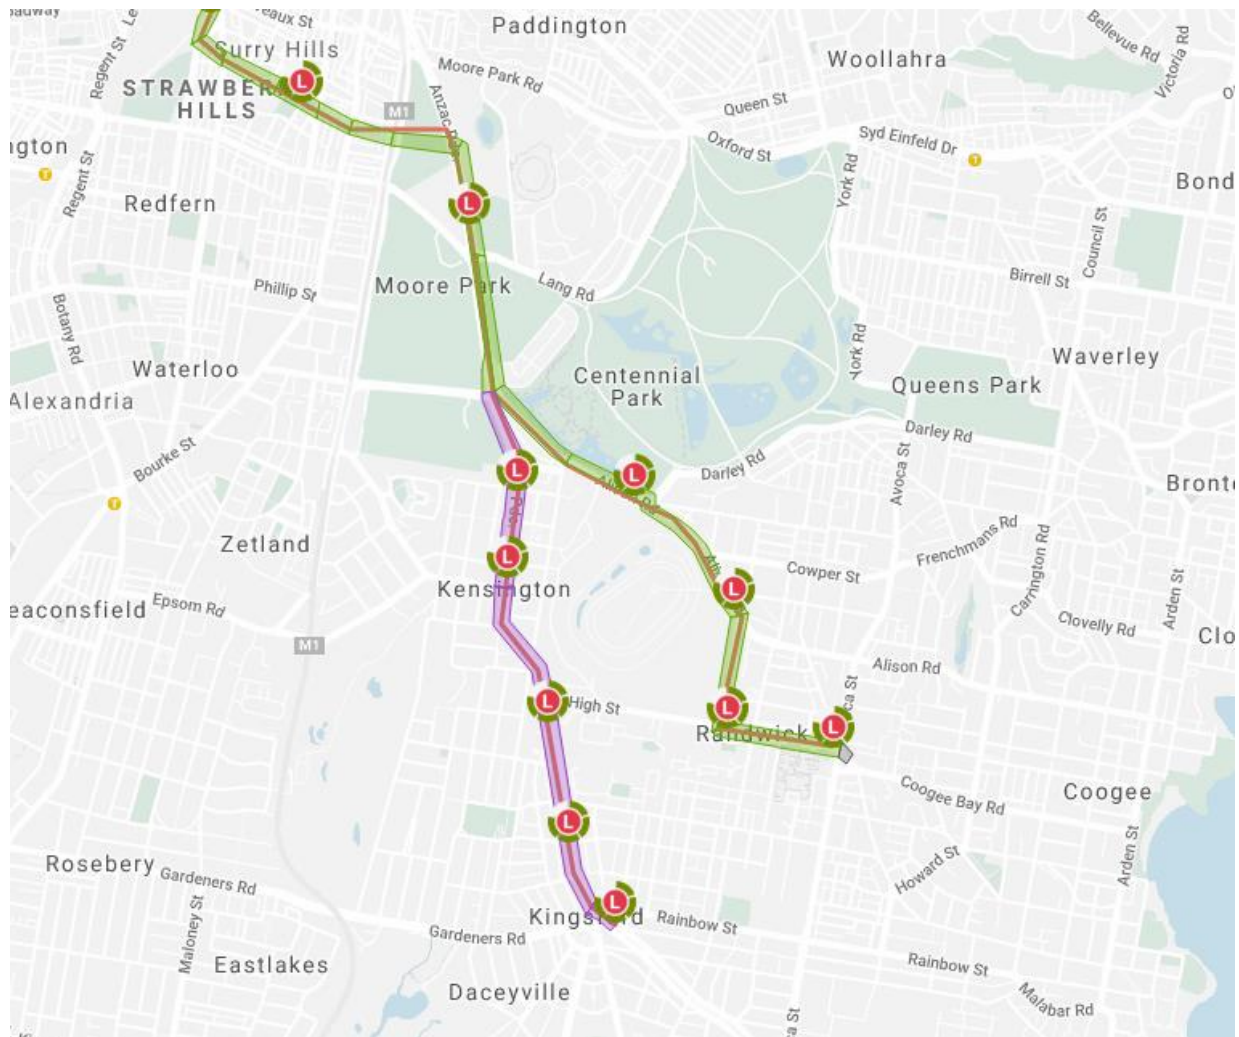 Regent St
Surry Hills
Paddington
Woollahra
Bellevue Rd
Victoria Rd
STRAWBER
HILLS
L
Moore Park Rd
M1
Queen St
Oxford St
Syd Einfeld Dr
T
T
Regent St
Redfern
L
York Rd
Council St
Phillip St
Moore Park
Lang Rd
Birrell St
Botany Rd
Waterloo
Centennial
Park
York Rd
Queens Park
Waverley
Alexandria
Bourke St
Darley Rd
Darley Rd
Avoca St
L
L
T
Zetland
Frenchmans Rd
Carrington Rd
L
Kensington
Cowper St
L
Arden St
Epsom Rd
M1
Clovelly Rd
Alison Rd
L
High St
L
L
Randwick
Coogee Bay Rd
Coogee
L
Arden St
Rosebery
Gardeners Rd
Howard St
Maloney St
L
Kingsford
Rainbow St
Gardeners Rd
Eastlakes
Rainbow St
Daceyville
Malabar Rd